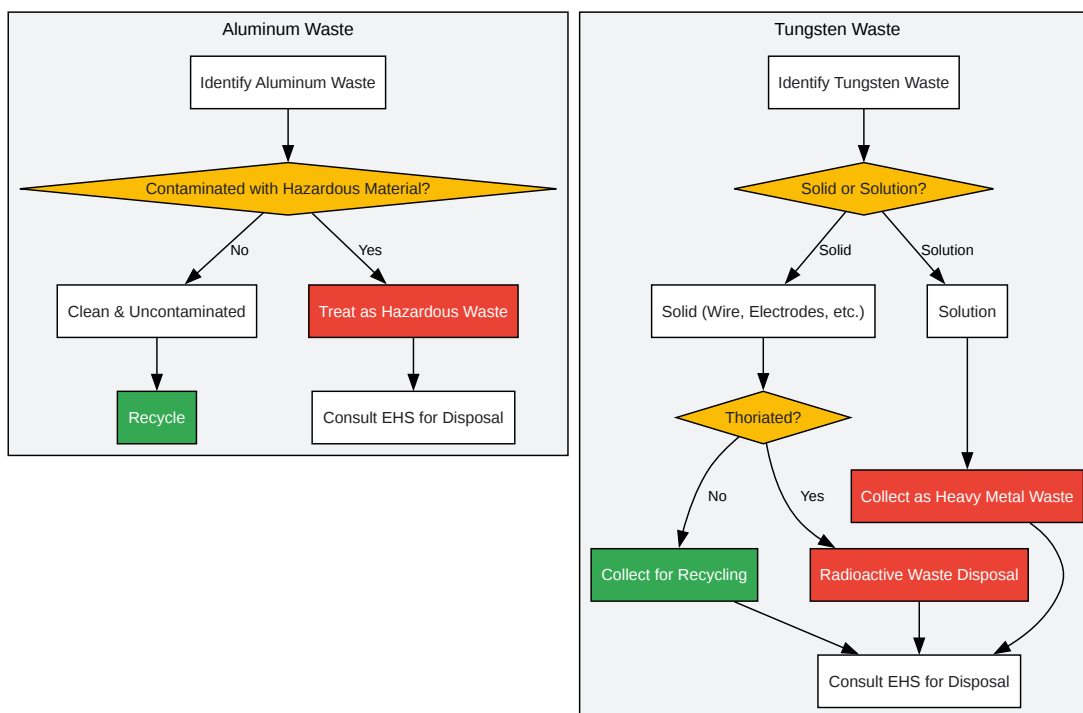 Aluminum Waste
Identify Aluminum Waste
Contaminated with Hazardous Material?
No
Yes
Clean & Uncontaminated
Treat as Hazardous Waste
Recycle
Consult EHS for Disposal
Tungsten Waste
Identify Tungsten Waste
Solid or Solution?
Solid
Solution
Solid (Wire, Electrodes, etc.)
Solution
Thoriated?
No
Yes
Collect as Heavy Metal Waste
Collect for Recycling
Radioactive Waste Disposal
Consult EHS for Disposal